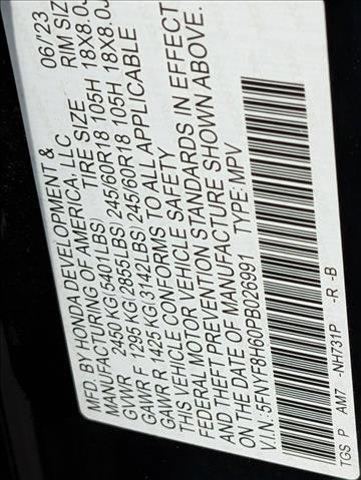 MFD. BY HONDA DEVELOPMENT & 06/'23
MANUFACTURING OF AMERICA, LLC TIRE SIZE RIM SIZ
GVWR 2450 KG(5401LBS)
GAWR F 1295 KG(2855LBS) 245/60R18 105H 18X8.0J
GAWR R 1425 KG(3142LBS) 245/60R18 105H 18X8.0J
THIS VEHICLE CONFORMS TO ALL APPLICABLE
FEDERAL MOTOR VEHICLE SAFETY
AND THEFT PREVENTION STANDARDS IN EFFECT
ON THE DATE OF MANUFACTURE SHOWN ABOVE.
V.I.N: 5FNYF8H60PB026991 TYPE: MPV
TGS P AM7 -NH731P -R -B